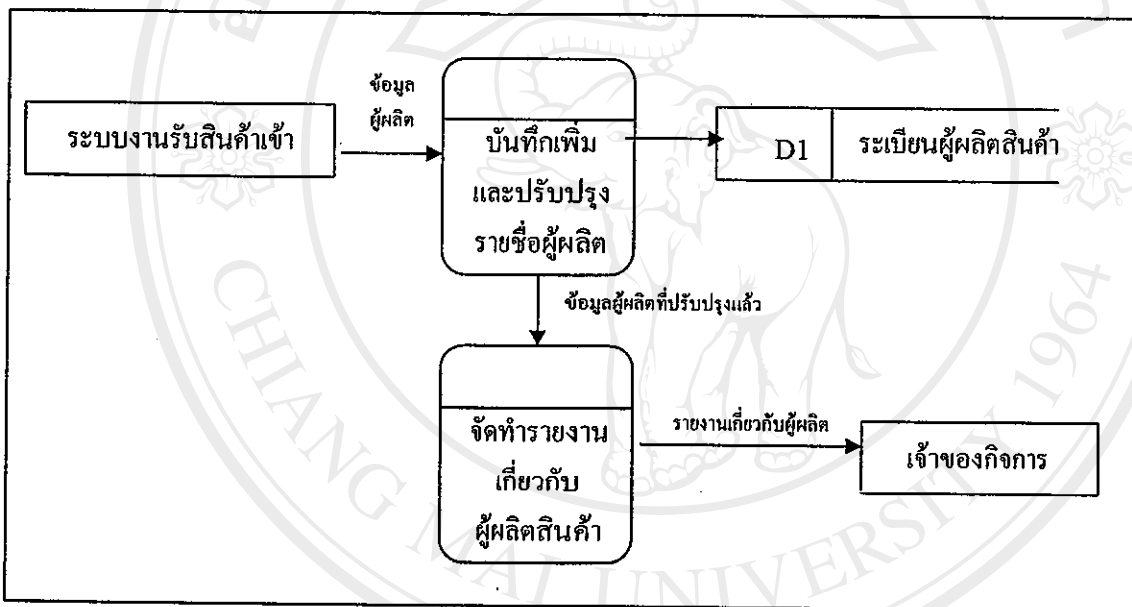 ข้อมูล
ผู้ผลิต
ระบบงานรับสินค้าเข้า
บันทึกเพิ่ม
และปรับปรุง
รายชื่อผู้ผลิต
D1
ระเบียนผู้ผลิตสินค้า
ข้อมูลผู้ผลิตที่ปรับปรุงแล้ว
จัดทำรายงาน
เกี่ยวกับ
ผู้ผลิตสินค้า
รายงานเกี่ยวกับผู้ผลิต
เจ้าของกิจการ
CHIANG MAI UNIVERSITY 1964